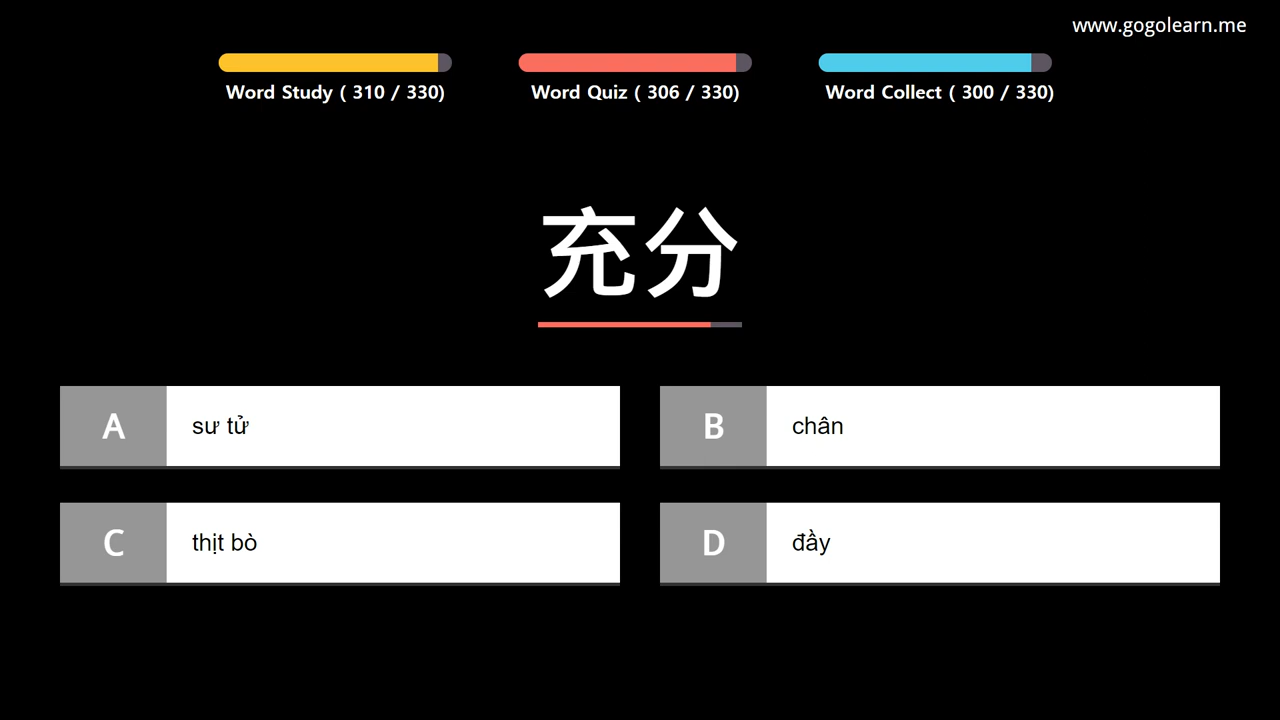 www.gogolearn.me
Word Study ( 310 / 330)
Word Quiz ( 306 / 330)
Word Collect ( 300 / 330)
充分
A
sư tử
B
chân
C
thịt bò
D
đầy